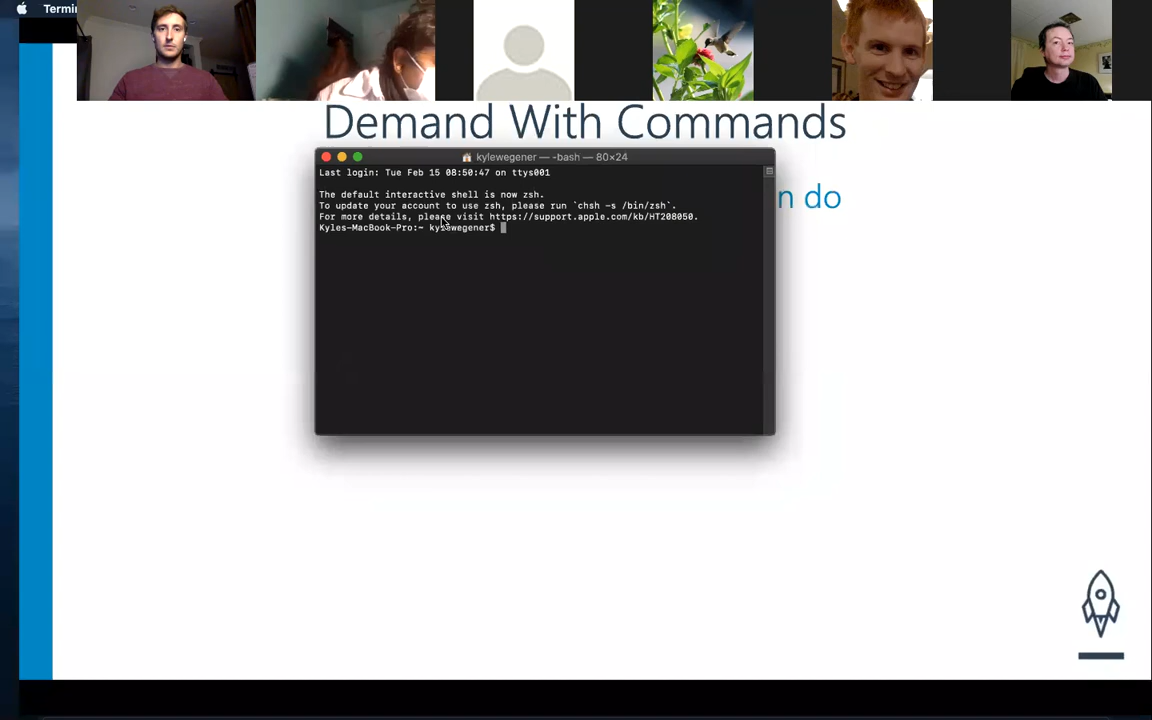 Termi
Demand With Commands
kylewegener — -bash — 80×24
Last login: Tue Feb 15 08:50:47 on ttys001
n do
The default interactive shell is now zsh.
To update your account to use zsh, please run `chsh -s /bin/zsh`.
For more details, please visit https://support.apple.com/kb/HT208050.
Kyles-MacBook-Pro:~ kylewegener$